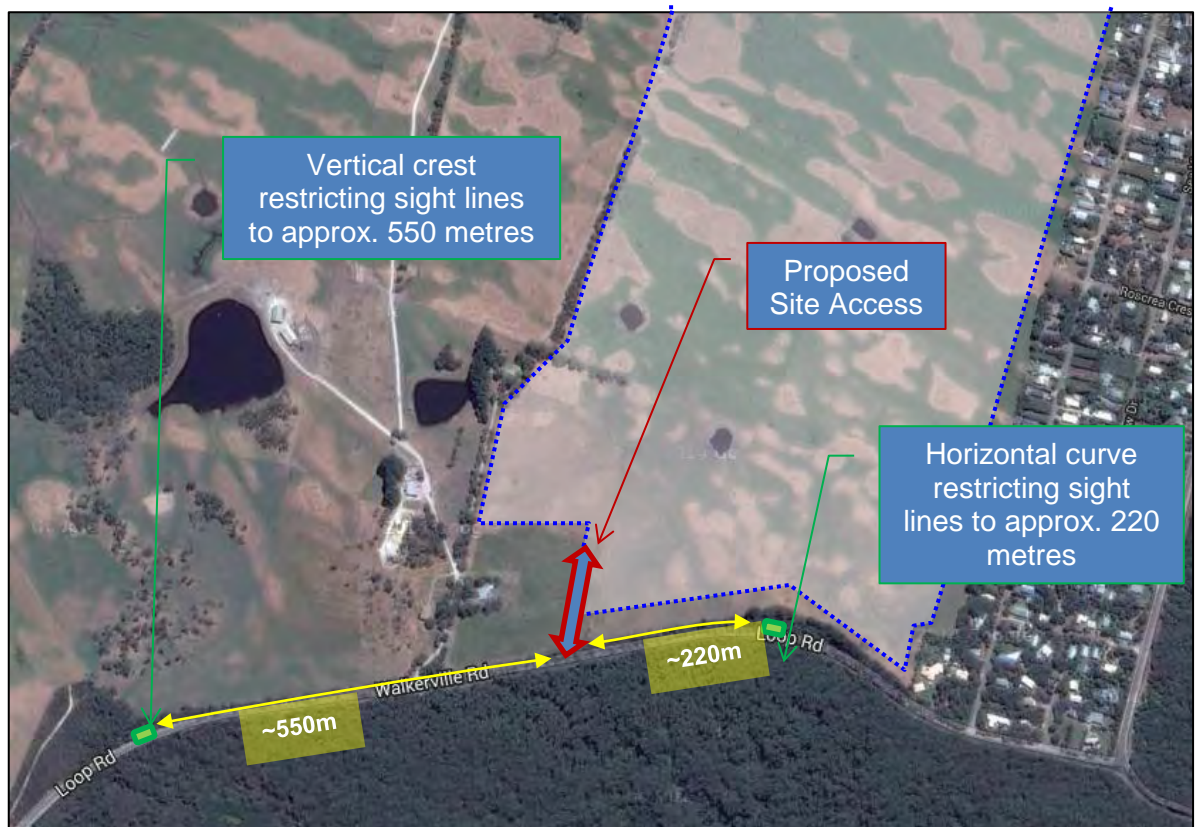 Vertical crest
restricting sight lines
to approx. 550 metres
Proposed
Site Access
Roscrea Cres
Horizontal curve
restricting sight
lines to approx. 220
metres
Loop Rd
~220m
Walkerville Rd
~550m
Loop Rd